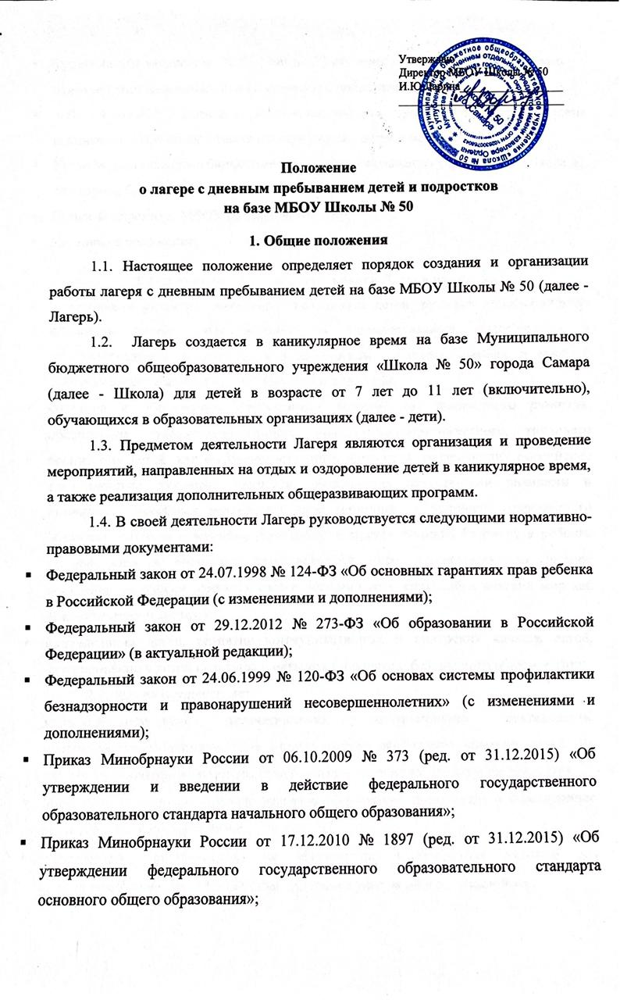 Утверждаю
Директор МБОУ Школы № 50
И.Ю. Ларина
Положение
о лагере с дневным пребыванием детей и подростков
на базе МБОУ Школы № 50
1. Общие положения
1.1. Настоящее положение определяет порядок создания и организации
работы лагеря с дневным пребыванием детей на базе МБОУ Школы № 50 (далее -
Лагерь).
1.2. Лагерь создается в каникулярное время на базе Муниципального
бюджетного общеобразовательного учреждения «Школа № 50» города Самара
(далее - Школа) для детей в возрасте от 7 лет до 11 лет (включительно),
обучающихся в образовательных организациях (далее - дети).
1.3. Предметом деятельности Лагеря являются организация и проведение
мероприятий, направленных на отдых и оздоровление детей в каникулярное время,
а также реализация дополнительных общеразвивающих программ.
1.4. В своей деятельности Лагерь руководствуется следующими нормативно-
правовыми документами:
▪ Федеральный закон от 24.07.1998 № 124-ФЗ «Об основных гарантиях прав ребенка
в Российской Федерации (с изменениями и дополнениями);
▪ Федеральный закон от 29.12.2012 № 273-ФЗ «Об образовании в Российской
Федерации» (в актуальной редакции);
▪ Федеральный закон от 24.06.1999 № 120-ФЗ «Об основах системы профилактики
безнадзорности и правонарушений несовершеннолетних» (с изменениями и
дополнениями);
▪ Приказ Минобрнауки России от 06.10.2009 № 373 (ред. от 31.12.2015) «Об
утверждении и введении в действие федерального государственного
образовательного стандарта начального общего образования»;
▪ Приказ Минобрнауки России от 17.12.2010 № 1897 (ред. от 31.12.2015) «Об
утверждении федерального государственного образовательного стандарта
основного общего образования»;